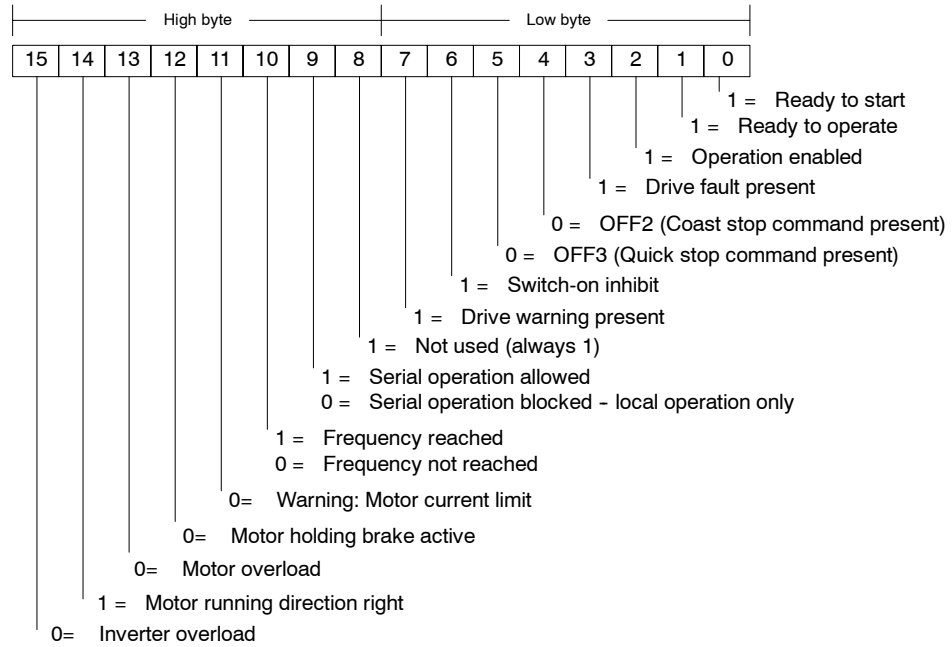 High byte Low byte
15 14 13 12 11 10 9 8 7 6 5 4 3 2 1 0
1 = Ready to start
1 = Ready to operate
1 = Operation enabled
1 = Drive fault present
0 = OFF2 (Coast stop command present)
0 = OFF3 (Quick stop command present)
1 = Switch-on inhibit
1 = Drive warning present
1 = Not used (always 1)
1 = Serial operation allowed
0 = Serial operation blocked - local operation only
1 = Frequency reached
0 = Frequency not reached
0= Warning: Motor current limit
0= Motor holding brake active
0= Motor overload
1 = Motor running direction right
0= Inverter overload